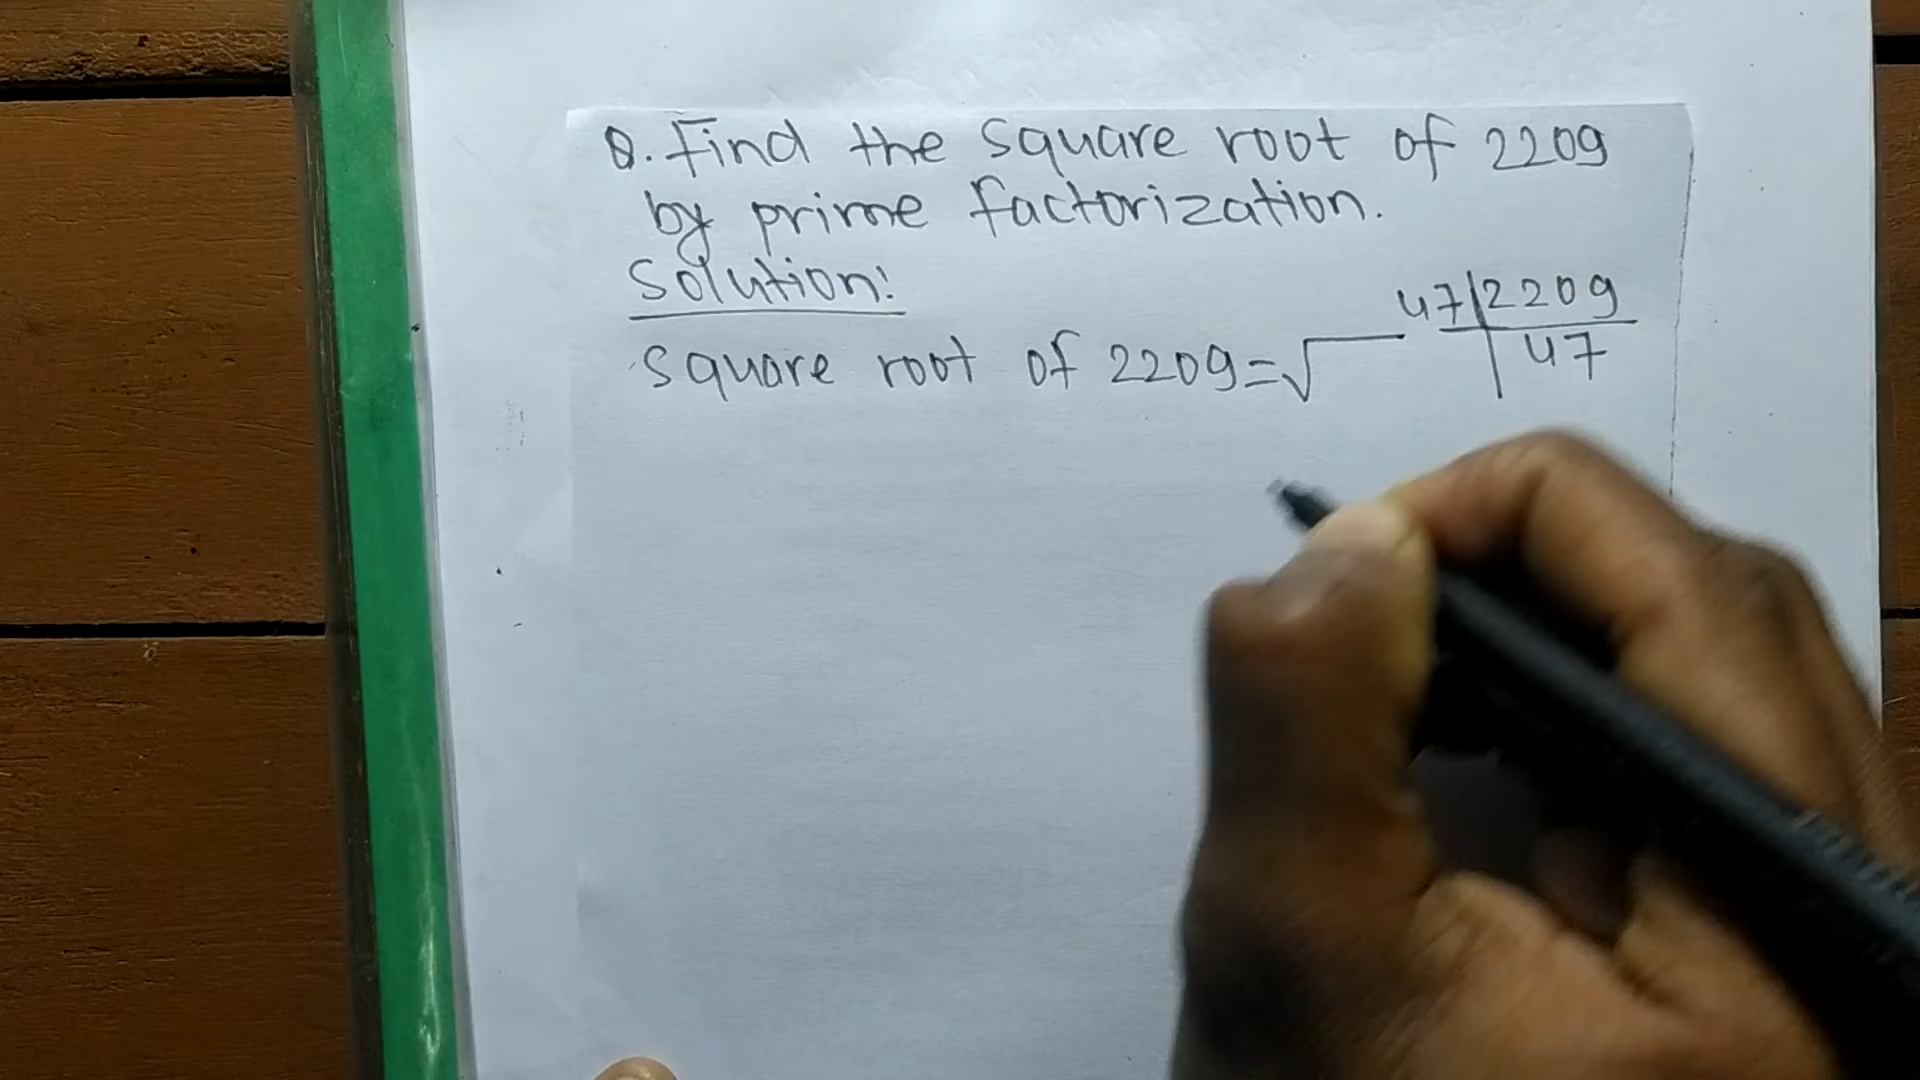 Q. Find the square root of 2209
by prime factorization.
Solution:
47|2209
47
square root of 2209=√